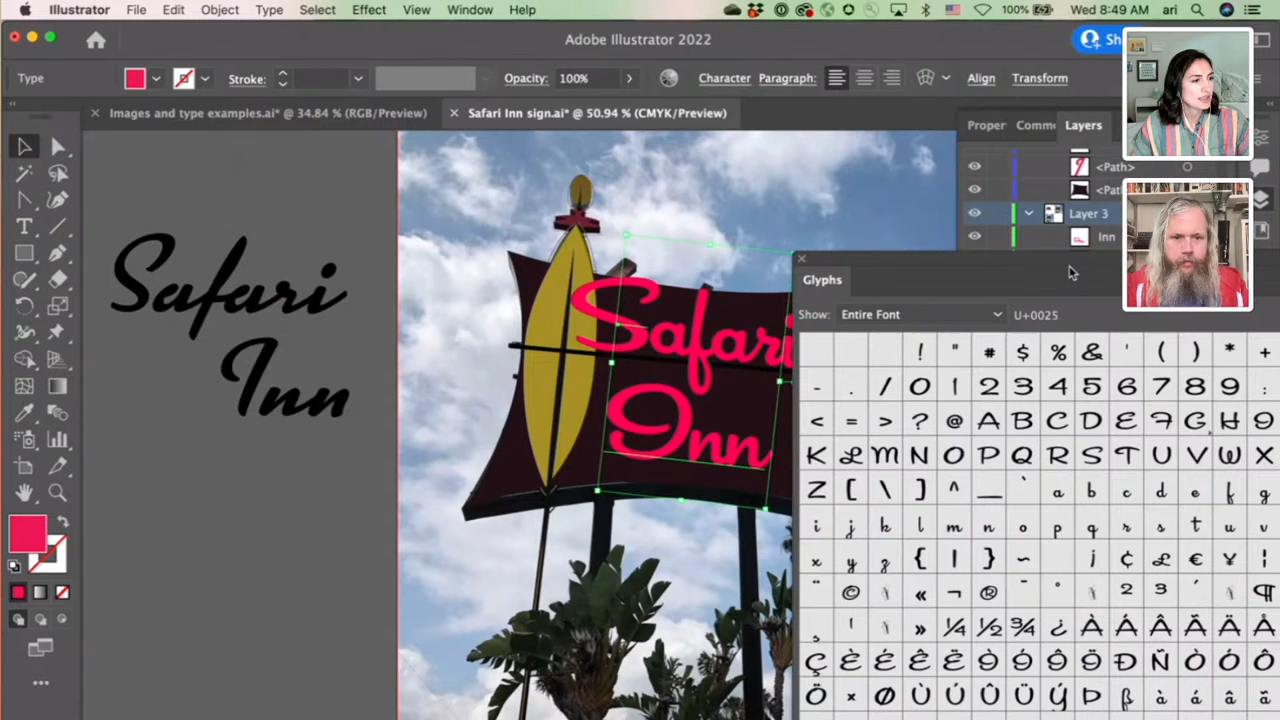 Illustrator File Edit Object Type Select Effect View Window Help 100% Wed 8:49 AM ari
Adobe Illustrator 2022
Type Stroke: Opacity: 100% Character Paragraph: Align Transform
Images and type examples.ai* @ 34.84 % (RGB/Preview)
Safari Inn sign.ai* @ 50.94 % (CMYK/Preview)
Proper Comme Layers
<Path>
<Pat
Layer 3
Inn
Safari
Inn
Safari
Inn
Glyphs
Show: Entire Font U+0025
! " # $ % & ' ( ) * +
- . / 0 1 2 3 4 5 6 7 8 9 :
< = > ? @ A B C D E F G H I
K L M N O P Q R S T U V W X
Z [ \ ] ^ _ ` a b c d e f g
i j k l m n o p q r s t u v
x y z { | } ~ ¡ ¢ £ € ¥ ¦
¨ © « ¬ ® ¯ ° 2 3 ¶
¸ » ¼ ½ ¾ ¿ À Á Â Ã Ä Å
Ç È É Ê Ë Ì Í Î Ï Ð Ñ Ò Ó Ô
Ö × Ø Ù Ú Û Ü Ý Þ ß à á â ã